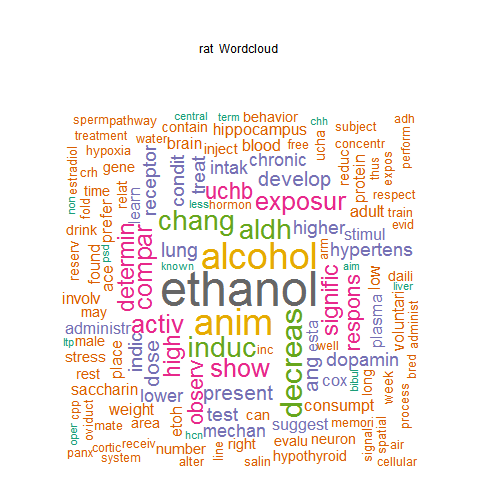 rat Wordcloud
sperm pathway central term behavior chh adh
treatment water contain hippocampus ucha subject perform
hypoxia brain inject blood free reduc concentr
estradiol crh gene learn receptor condit treat intak chronic protein thus expos
non fold time relat prefer less hormon uchb develop exposur adult train respect evid
drink chang aldh higher stimul
reserv found ace psd determin compar lung alcohol arm signific hypertens
known aim respons low daili liver
involv ethanol plasma voluntari
may
administr indic activ anim decreas esta well
ltp male induc inc ang dopamin bibul bred administ
stress place dose high show cox long week process
rest observ
saccharin lower present consumpt
oper cpp oviduct weight etoh test can suggest memori signal spatial
mate area mechan evalu neuron air
panx cortic receiv number hcn line right
system alter salin hypothyroid cellular